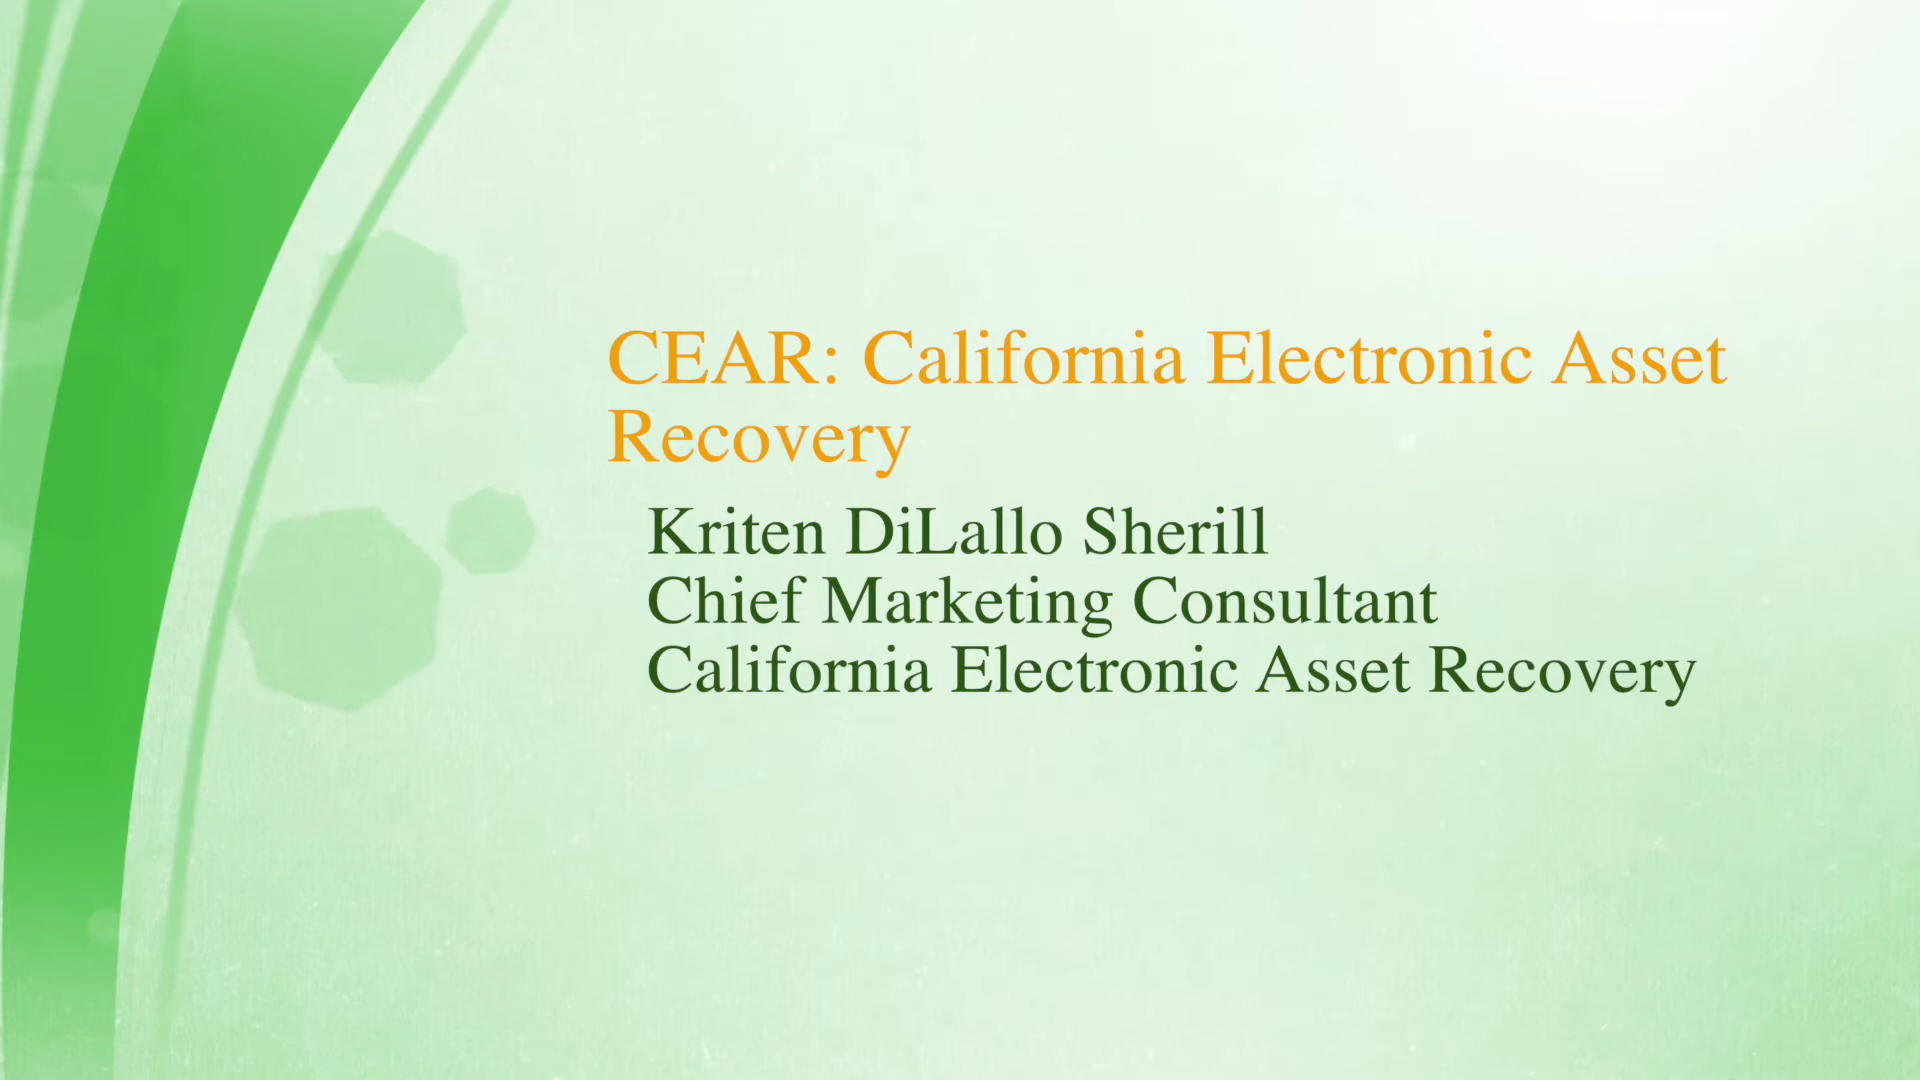 CEAR: California Electronic Asset
Recovery
Kriten DiLallo Sherill
Chief Marketing Consultant
California Electronic Asset Recovery